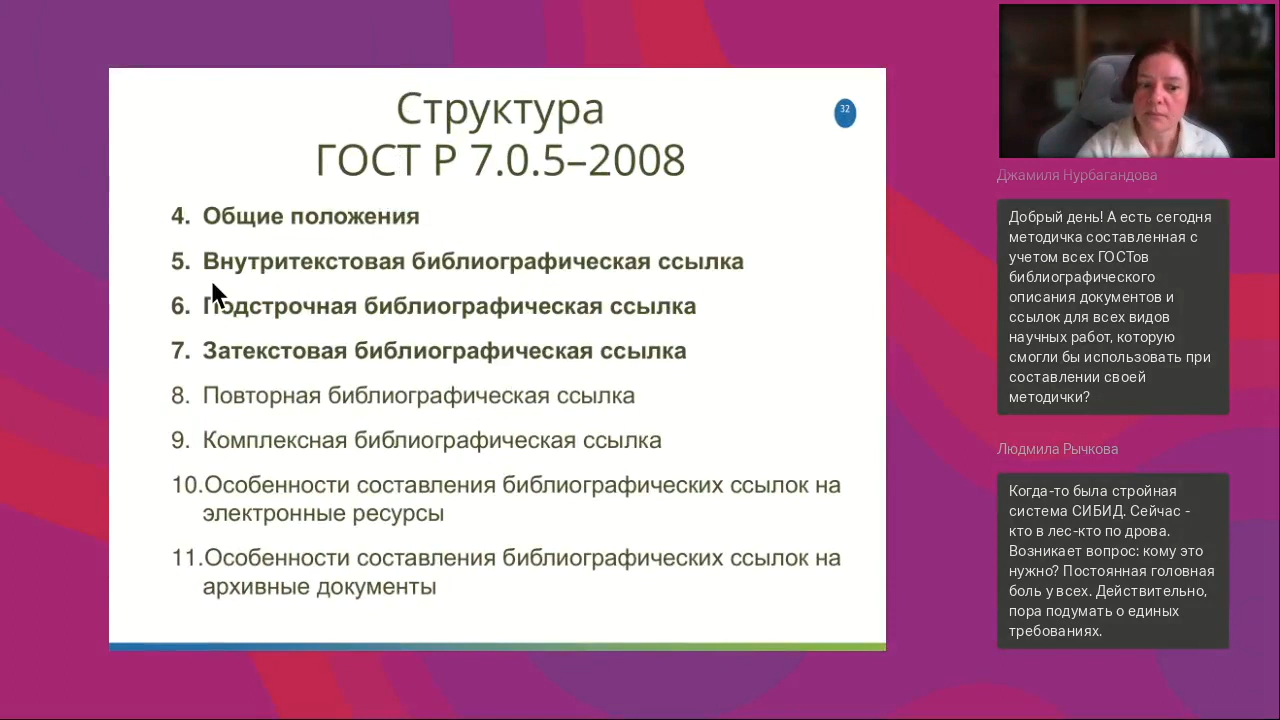 Структура
ГОСТ Р 7.0.5–2008
32
4. Общие положения
5. Внутритекстовая библиографическая ссылка
6. Подстрочная библиографическая ссылка
7. Затекстовая библиографическая ссылка
8. Повторная библиографическая ссылка
9. Комплексная библиографическая ссылка
10.Особенности составления библиографических ссылок на
электронные ресурсы
11.Особенности составления библиографических ссылок на
архивные документы
Джамиля Нурбагандова
Добрый день! А есть сегодня
методичка составленная с
учетом всех ГОСТов
библиографического
описания документов и
ссылок для всех видов
научных работ, которую
смогли бы использовать при
составлении своей
методички?
Людмила Рычкова
Когда-то была стройная
система СИБИД. Сейчас -
кто в лес-кто по дрова.
Возникает вопрос: кому это
нужно? Постоянная головная
боль у всех. Действительно,
пора подумать о единых
требованиях.